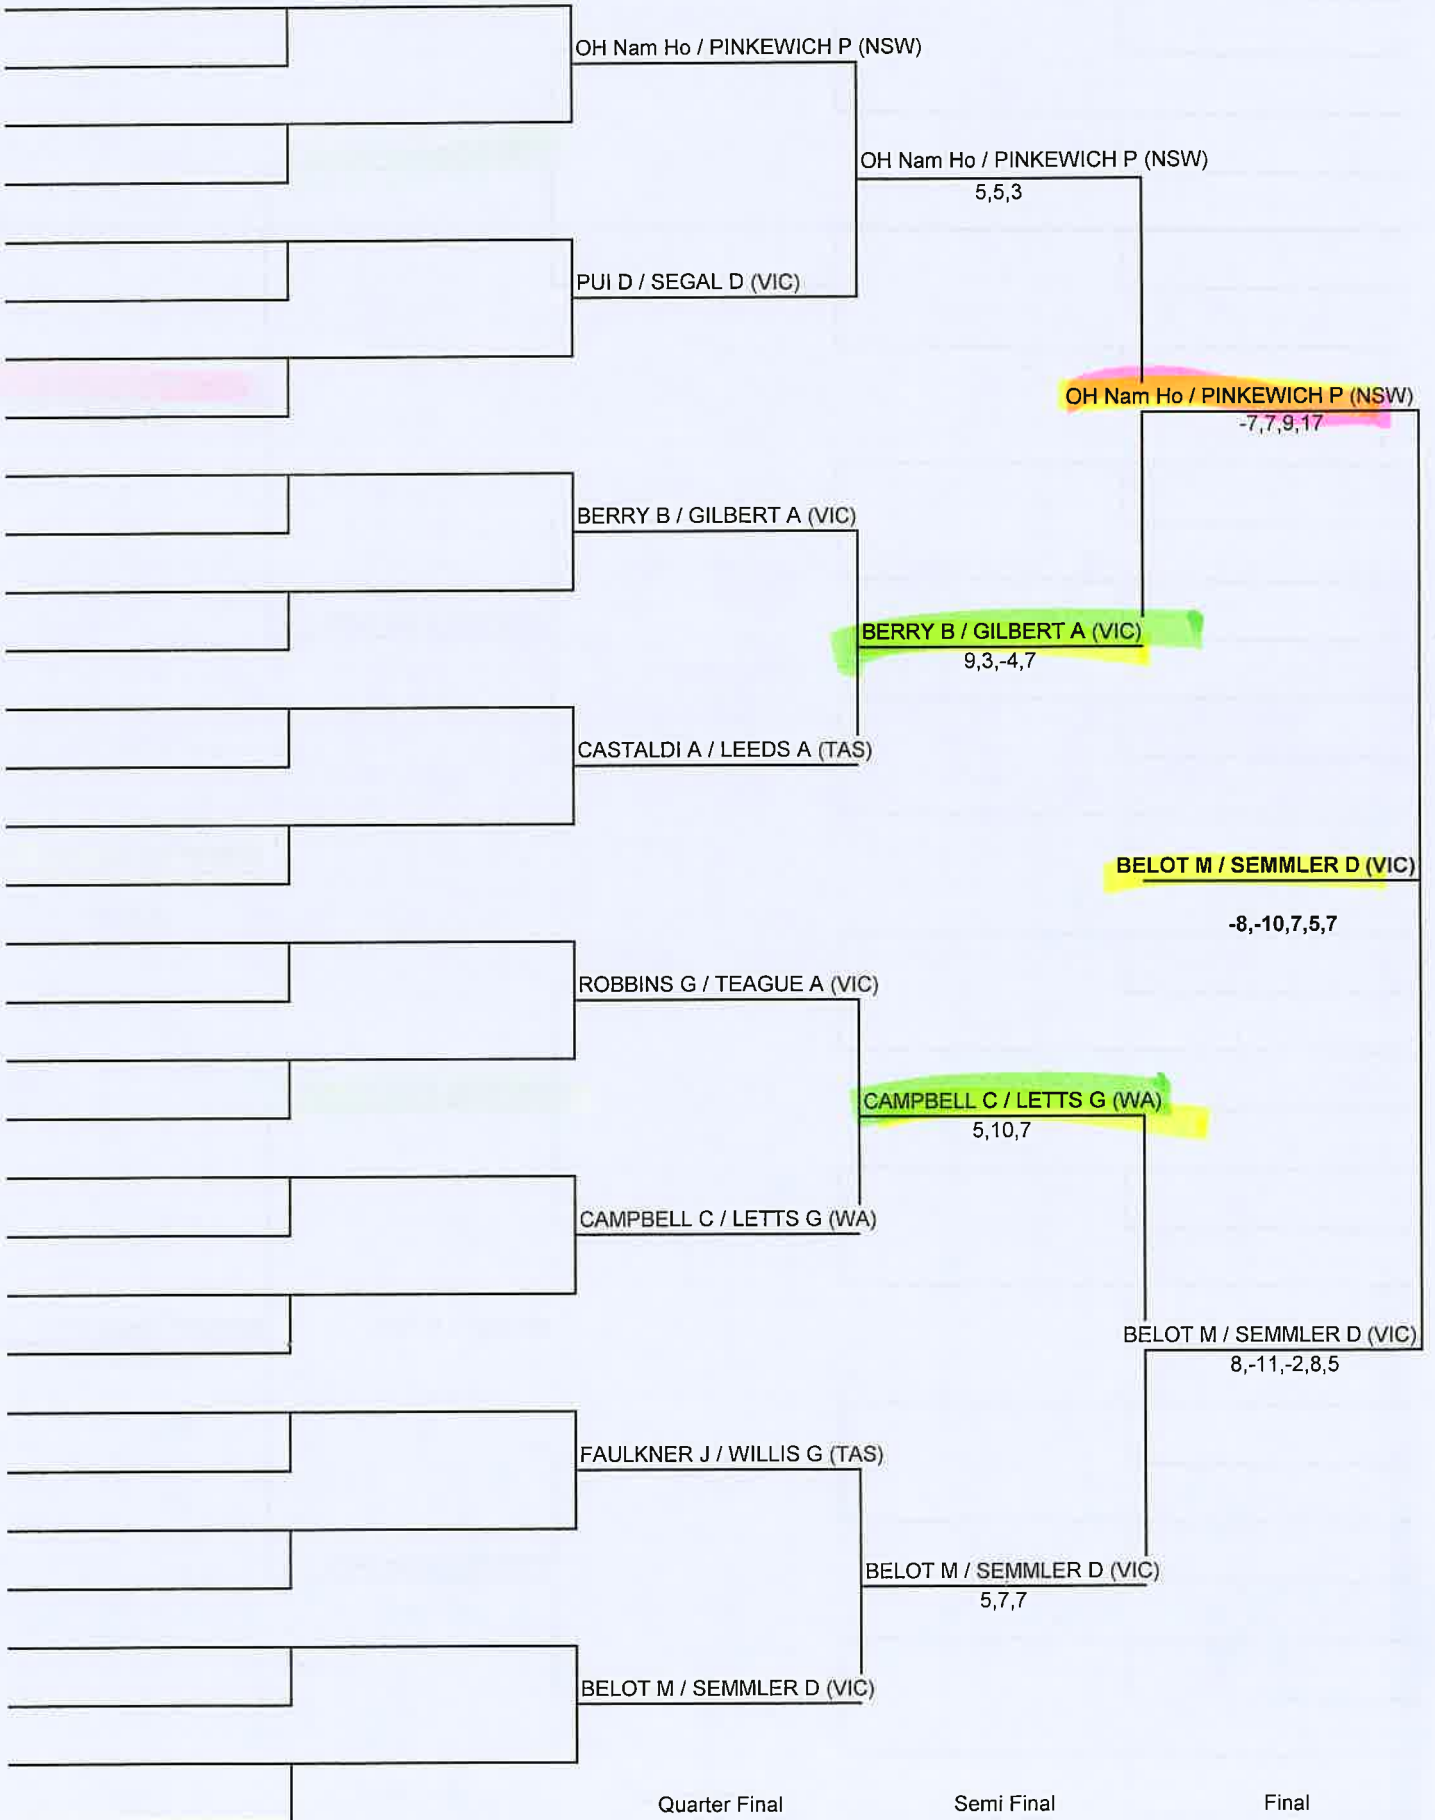 OH Nam Ho / PINKEWICH P (NSW)
OH Nam Ho / PINKEWICH P (NSW)
5,5,3
PUI D / SEGAL D (VIC)
OH Nam Ho / PINKEWICH P (NSW)
-7,7,9,17
BERRY B / GILBERT A (VIC)
BERRY B / GILBERT A (VIC)
9,3,-4,7
CASTALDI A / LEEDS A (TAS)
BELOT M / SEMMLER D (VIC)
-8,-10,7,5,7
ROBBINS G / TEAGUE A (VIC)
CAMPBELL C / LETTS G (WA)
5,10,7
CAMPBELL C / LETTS G (WA)
BELOT M / SEMMLER D (VIC)
8,-11,-2,8,5
FAULKNER J / WILLIS G (TAS)
BELOT M / SEMMLER D (VIC)
5,7,7
BELOT M / SEMMLER D (VIC)
Quarter Final Semi Final Final